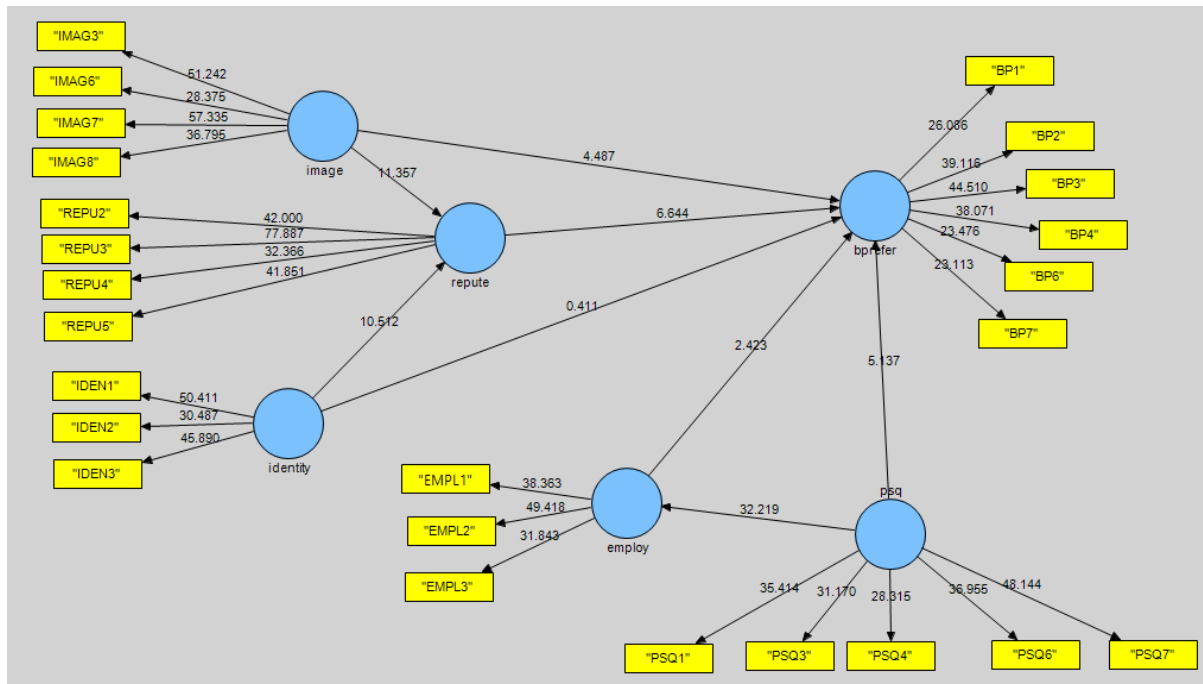 "IMAG3"
51.242
"IMAG6"
28.375
"IMAG7"
57.335
"IMAG8"
36.795
image
11.357
4.487
"REPU2"
42.000
"REPU3"
77.887
"REPU4"
32.366
"REPU5"
41.851
repute
6.644
10.512
0.411
"IDEN1"
50.411
"IDEN2"
30.487
"IDEN3"
45.890
identity
"BP1"
26.086
"BP2"
39.116
"BP3"
44.510
"BP4"
38.071
"BP6"
23.476
"BP7"
23.113
bprefer
2.423
5.137
"EMPL1"
38.363
"EMPL2"
49.418
"EMPL3"
31.843
employ
32.219
psq
35.414
31.170
28.315
36.955
48.144
"PSQ1"
"PSQ3"
"PSQ4"
"PSQ6"
"PSQ7"